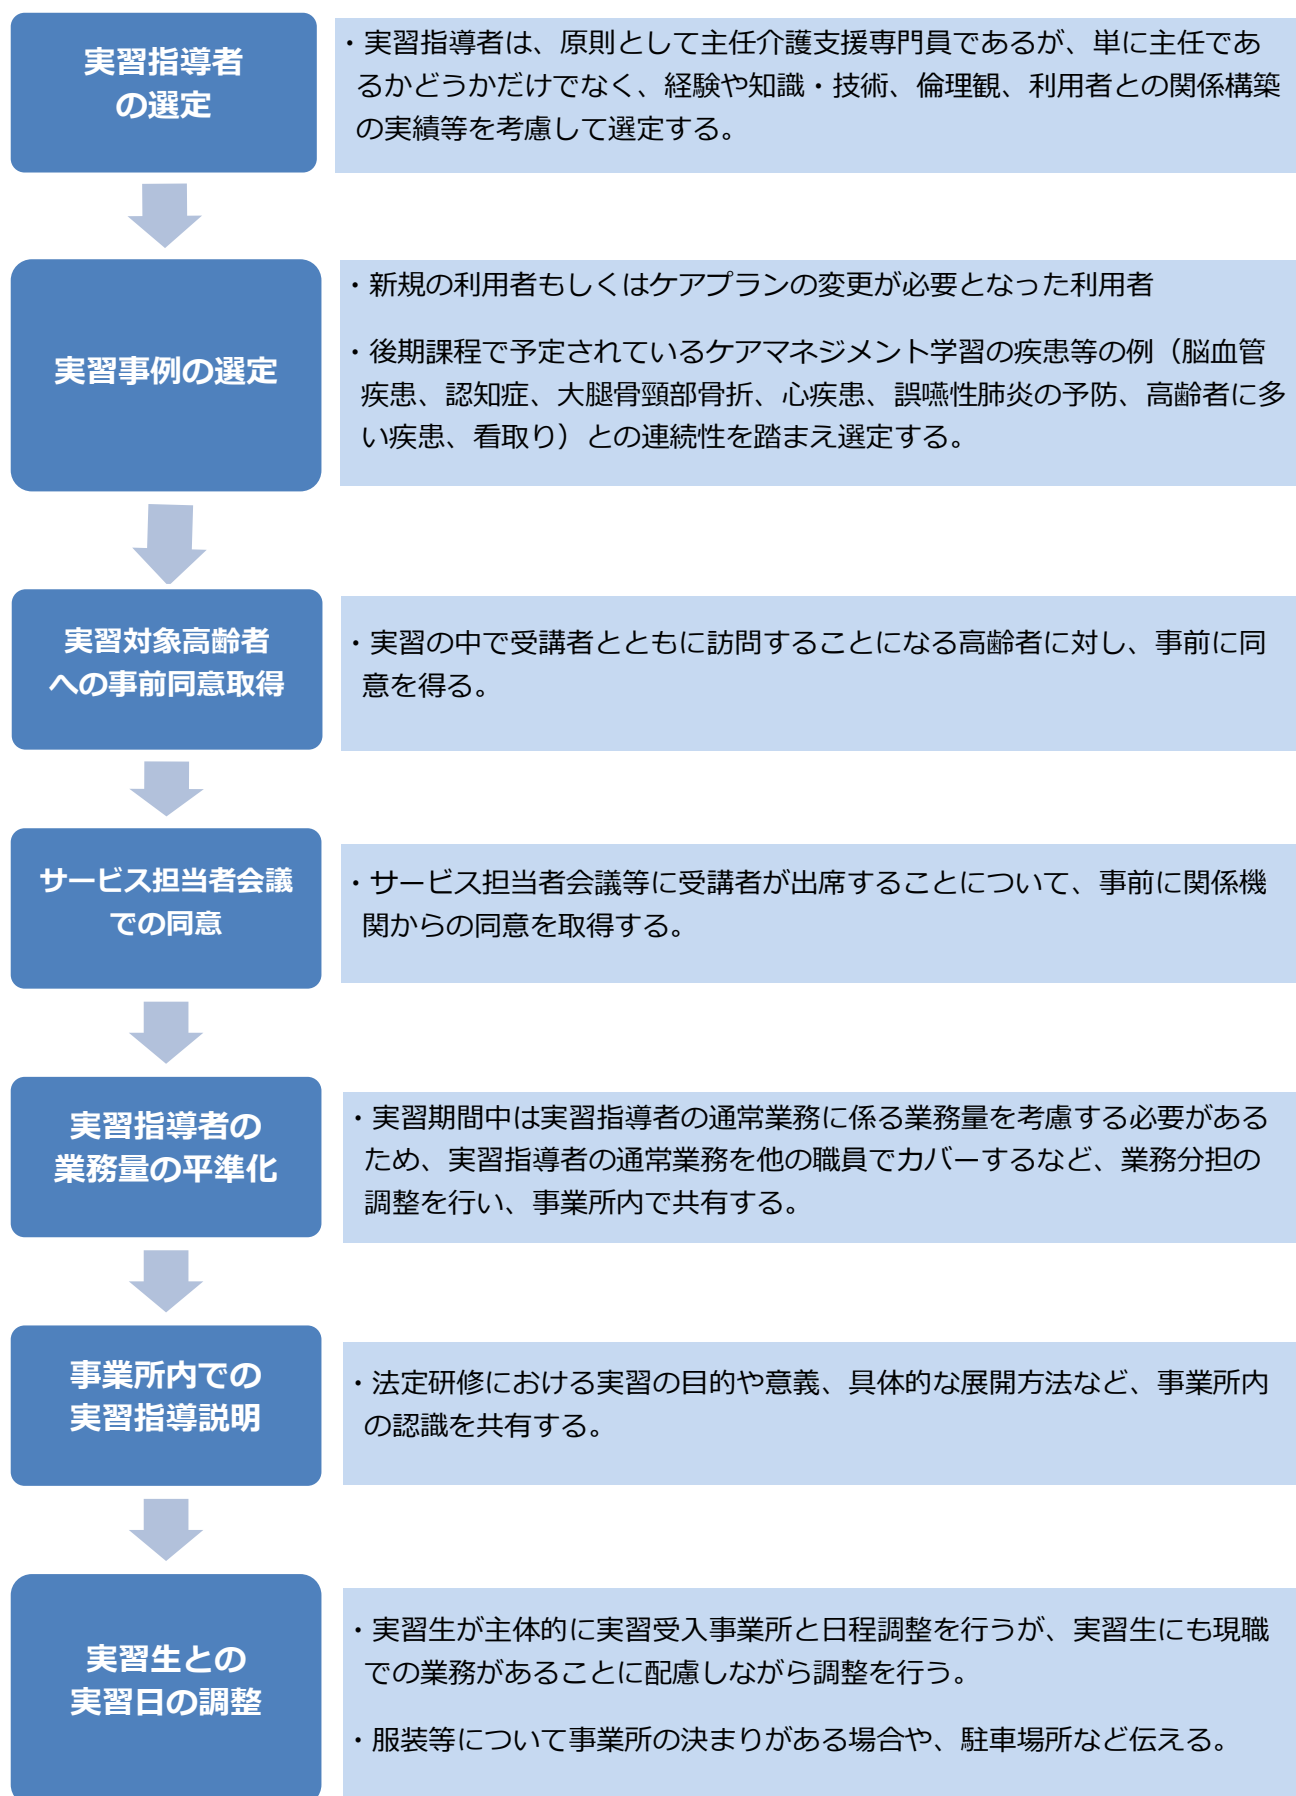 実習指導者
の選定
・実習指導者は、原則として主任介護支援専門員であるが、単に主任であ
るかどうかだけでなく、経験や知識・技術、倫理観、利用者との関係構築
の実績等を考慮して選定する。
実習事例の選定
・新規の利用者もしくはケアプランの変更が必要となった利用者
・後期課程で予定されているケアマネジメント学習の疾患等の例（脳血管
疾患、認知症、大腿骨頸部骨折、心疾患、誤嚥性肺炎の予防、高齢者に多
い疾患、看取り）との連続性を踏まえ選定する。
実習対象高齢者
への事前同意取得
・実習の中で受講者とともに訪問することになる高齢者に対し、事前に同
意を得る。
サービス担当者会議
での同意
・サービス担当者会議等に受講者が出席することについて、事前に関係機
関からの同意を取得する。
実習指導者の
業務量の平準化
・実習期間中は実習指導者の通常業務に係る業務量を考慮する必要がある
ため、実習指導者の通常業務を他の職員でカバーするなど、業務分担の
調整を行い、事業所内で共有する。
事業所内での
実習指導説明
・法定研修における実習の目的や意義、具体的な展開方法など、事業所内
の認識を共有する。
実習生との
実習日の調整
・実習生が主体的に実習受入事業所と日程調整を行うが、実習生にも現職
での業務があることに配慮しながら調整を行う。
・服装等について事業所の決まりがある場合や、駐車場所など伝える。